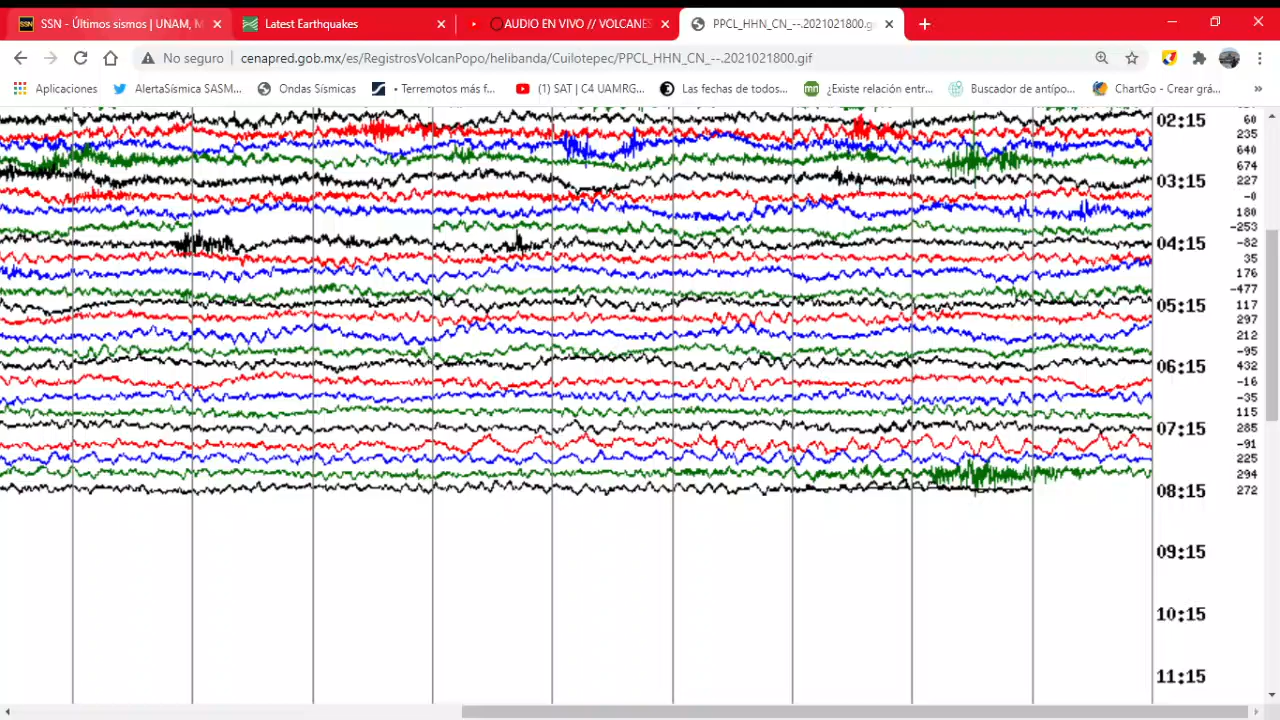 SSN - Últimos sismos | UNAM, M
Latest Earthquakes
AUDIO EN VIVO // VOLCANES
PPCL_HHN_CN_--.2021021800.g
No seguro
cenapred.gob.mx/es/RegistrosVolcanPopo/helibanda/Cuilotepec/PPCL_HHN_CN_--.2021021800.gif
Aplicaciones
AlertaSísmica SASM...
Ondas Sísmicas
• Terremotos más f...
(1) SAT | C4 UAMRG...
Las fechas de todos...
¿Existe relación entr...
Buscador de antípo...
ChartGo - Crear grá...
»
02:15 60
235
640
674
03:15 227
-0
180
-253
04:15 -82
35
176
-477
05:15 117
297
212
-95
06:15 432
-16
-35
115
07:15 285
-91
225
294
08:15 272
09:15
10:15
11:15